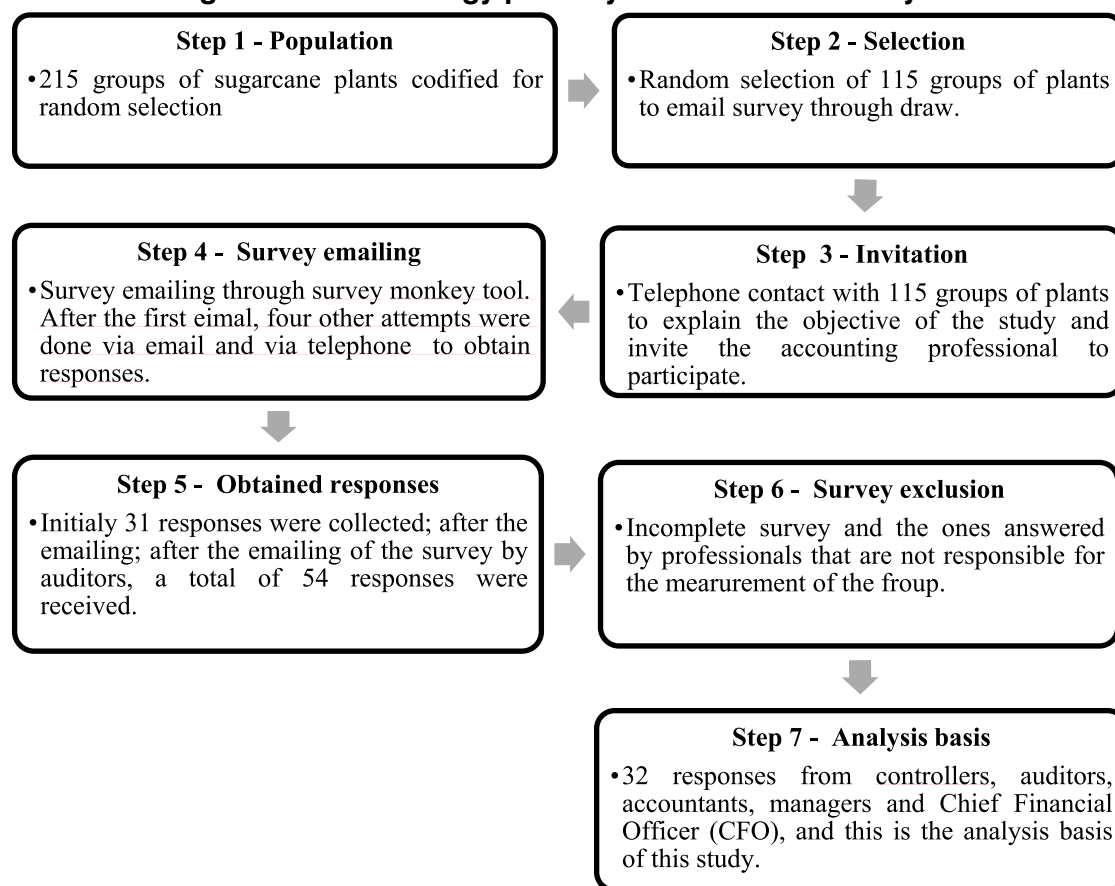 Step 1 - Population
•215 groups of sugarcane plants codified for
random selection
Step 2 - Selection
•Random selection of 115 groups of plants
to email survey through draw.
Step 3 - Invitation
•Telephone contact with 115 groups of plants
to explain the objective of the study and
invite the accounting professional to
participate.
Step 4 - Survey emailing
•Survey emailing through survey monkey tool.
After the first eimal, four other attempts were
done via email and via telephone to obtain
responses.
Step 5 - Obtained responses
•Initialy 31 responses were collected; after the
emailing; after the emailing of the survey by
auditors, a total of 54 responses were
received.
Step 6 - Survey exclusion
•Incomplete survey and the ones answered
by professionals that are not responsible for
the mearurement of the froup.
Step 7 - Analysis basis
•32 responses from controllers, auditors,
accountants, managers and Chief Financial
Officer (CFO), and this is the analysis basis
of this study.